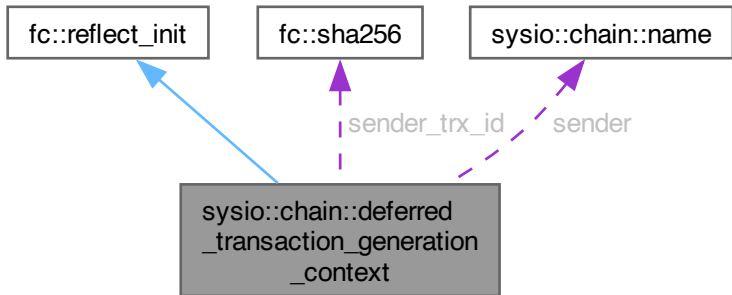 fc::reflect_init
fc::sha256
sysio::chain::name
sender_trx_id
sender
sysio::chain::deferred
_transaction_generation
_context